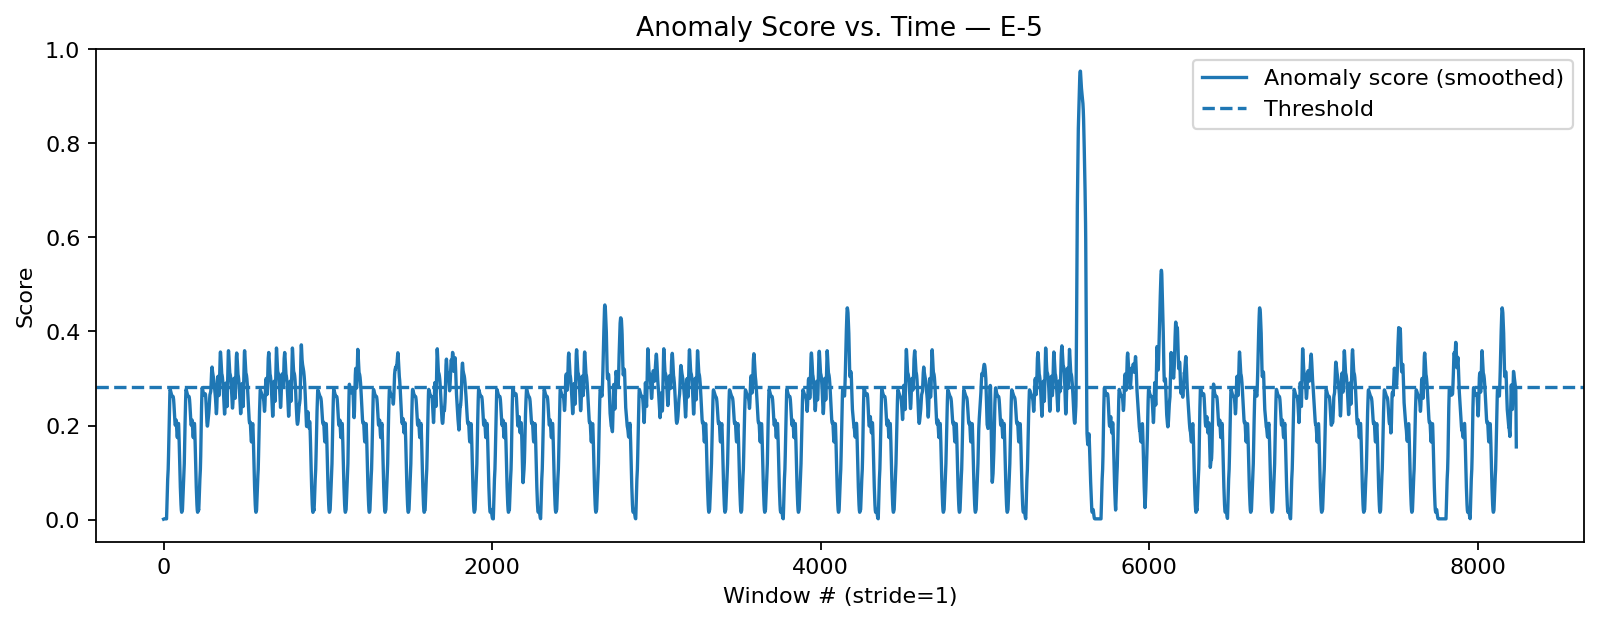 Anomaly Score vs. Time — E-5
Anomaly score (smoothed)
Threshold
Score
1.0
0.8
0.6
0.4
0.2
0.0
0 2000 4000 6000 8000
Window # (stride=1)